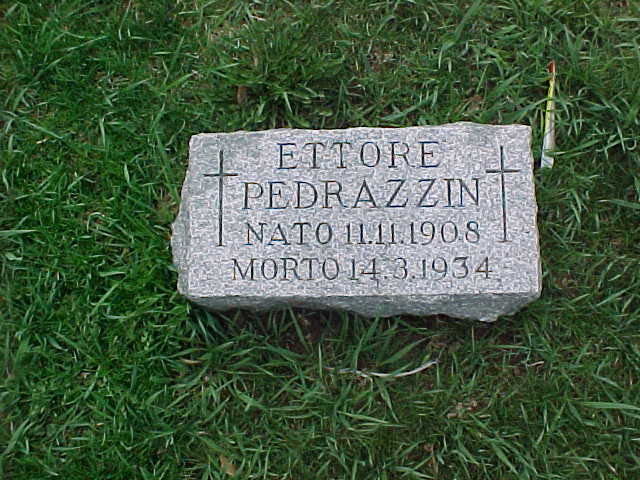 ETTORE
PEDRAZZIN
NATO 11.11.1908
MORTO 14.3.1934